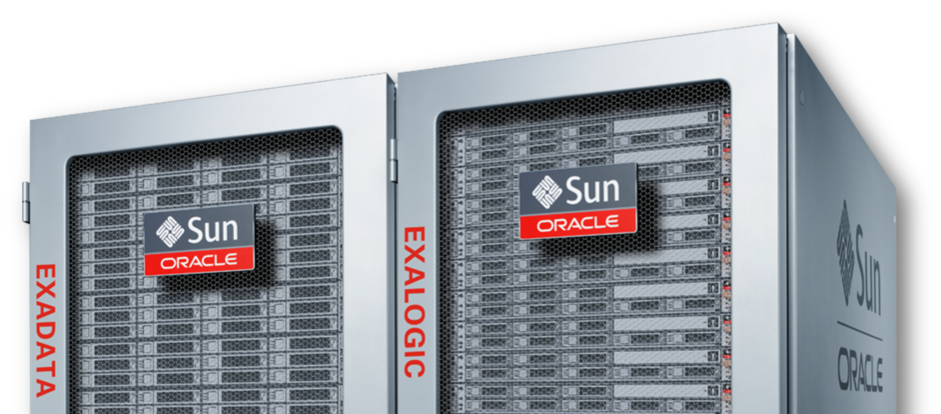 Sun
ORACLE
EXADATA
Sun
ORACLE
EXALOGIC
Sun
ORACLE